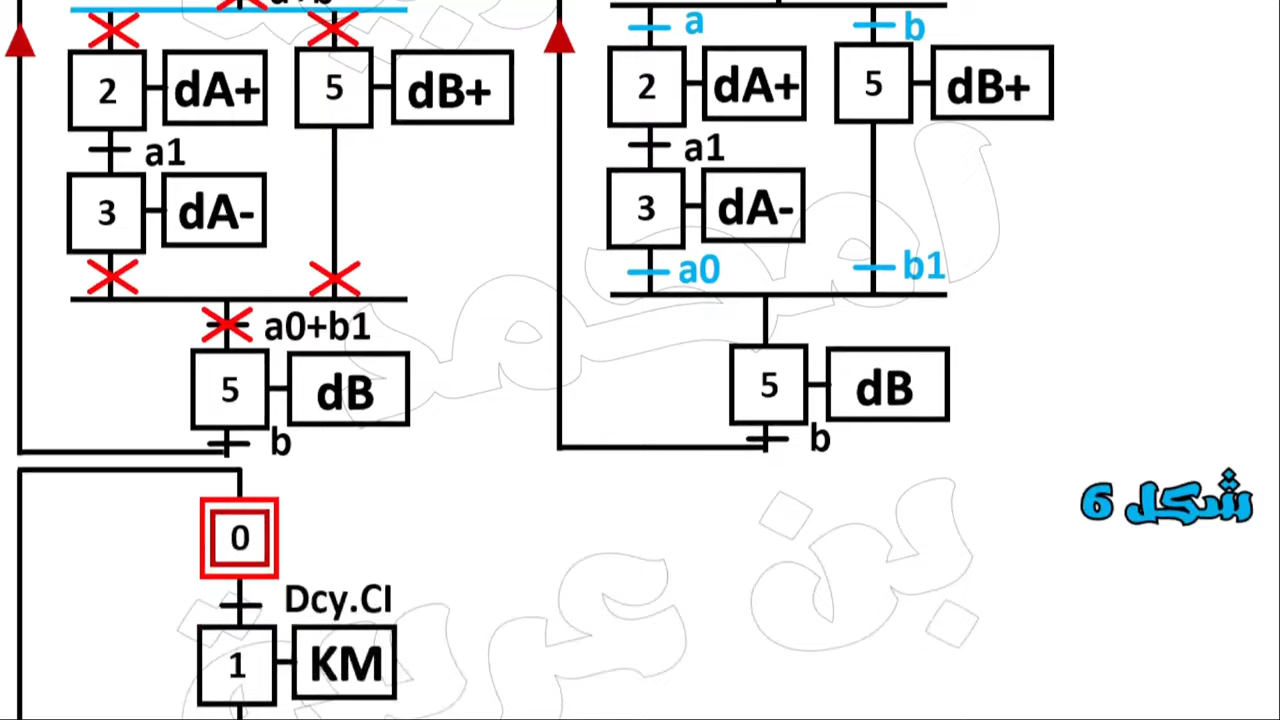 a+b
2 dA+ 5 dB+
a1
3 dA-
a0+b1
5 dB
b
a b
2 dA+ 5 dB+
a1
3 dA-
a0 b1
5 dB
b
شكل 6
0
Dcy.CI
1 KM